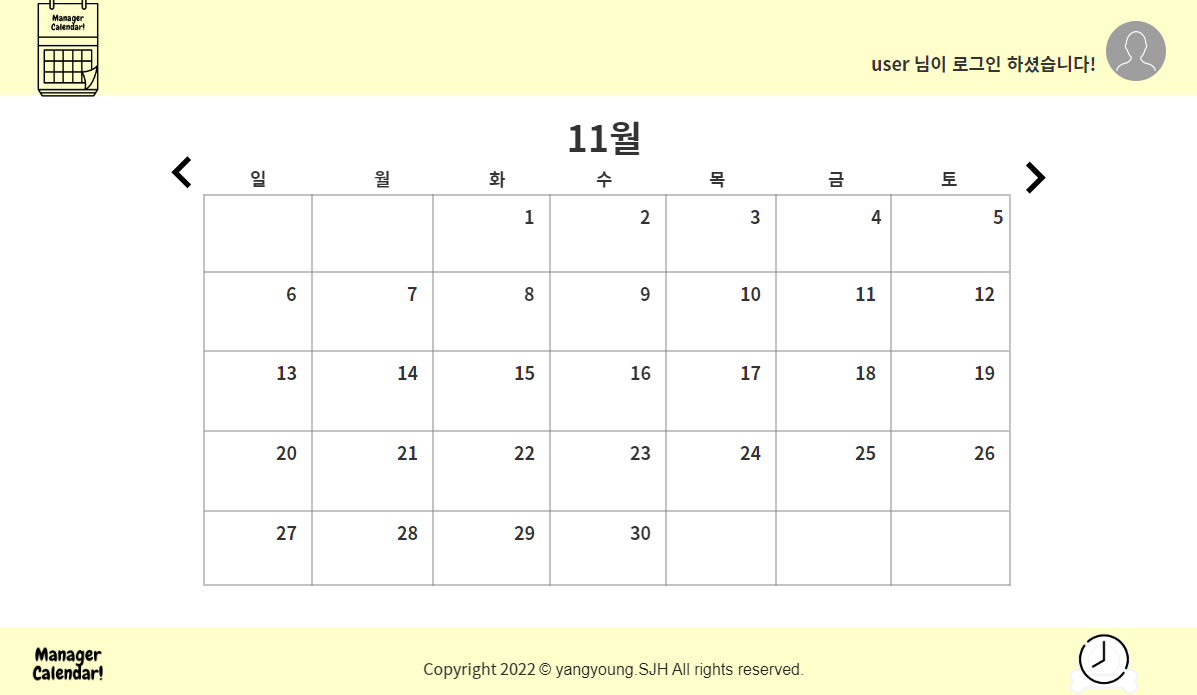 Manager
Calendar!
user 님이 로그인 하셨습니다!
11월
일 월 화 수 목 금 토
1 2 3 4 5
6 7 8 9 10 11 12
13 14 15 16 17 18 19
20 21 22 23 24 25 26
27 28 29 30
Manager
Calendar!
Copyright 2022 © yangyoung.SJH All rights reserved.